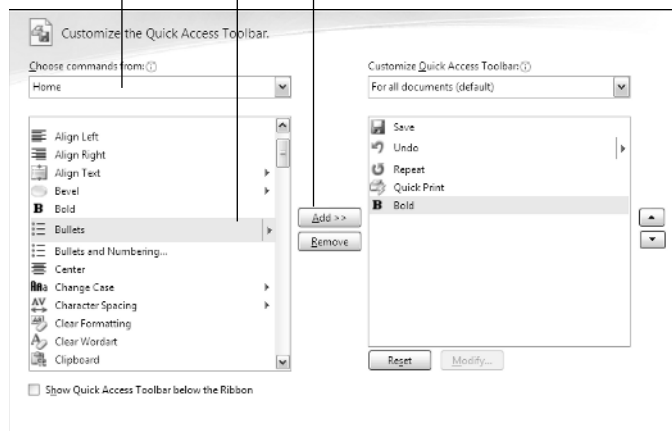 Customize the Quick Access Toolbar.
Choose commands from:
Home
Align Left
Align Right
Align Text
Bevel
Bold
Bullets
Bullets and Numbering...
Center
Change Case
Character Spacing
Clear Formatting
Clear Wordart
Clipboard
Show Quick Access Toolbar below the Ribbon
Add >>
Remove
Customize Quick Access Toolbar:
For all documents (default)
Save
Undo
Repeat
Quick Print
B Bold
Reset
Modify...